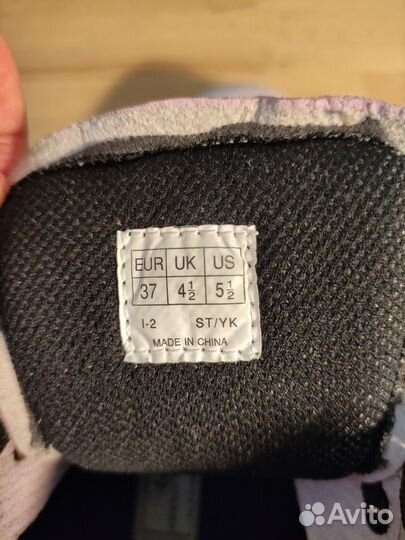 EUR UK US
37 4½ 5½
I-2 ST/YK
MADE IN CHINA
Avito